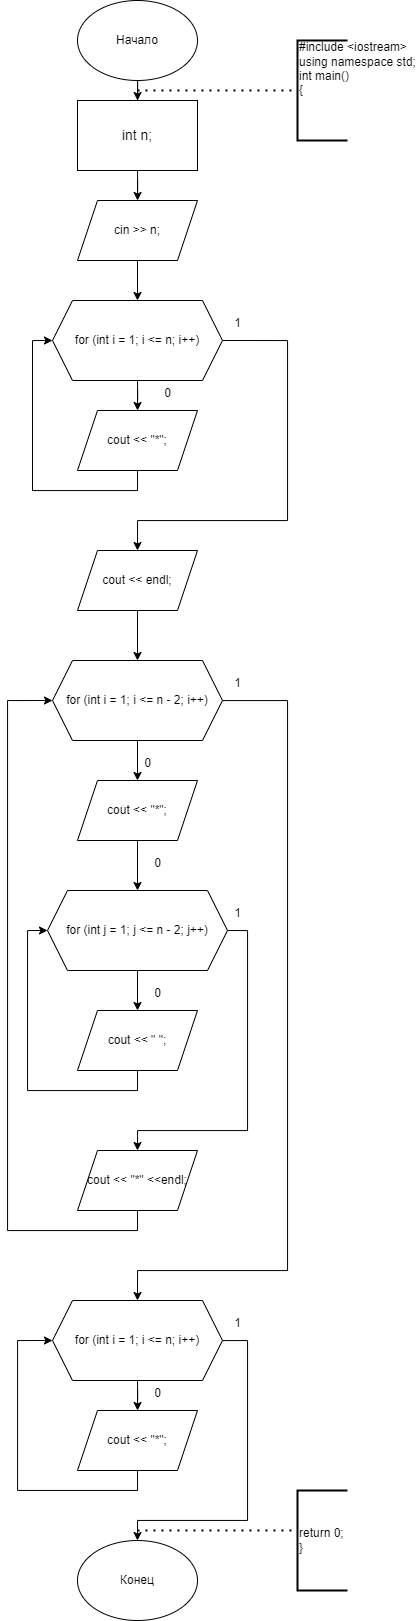 Начало
#include <iostream>
using namespace std;
int main()
{
int n;
cin >> n;
for (int i = 1; i <= n; i++)
1
0
cout << "*";
cout << endl;
for (int i = 1; i <= n - 2; i++)
1
0
cout << "*";
0
for (int j = 1; j <= n - 2; j++)
1
0
cout << " ";
cout << "*" <<endl;
for (int i = 1; i <= n; i++)
1
0
cout << "*";
return 0;
}
Конец